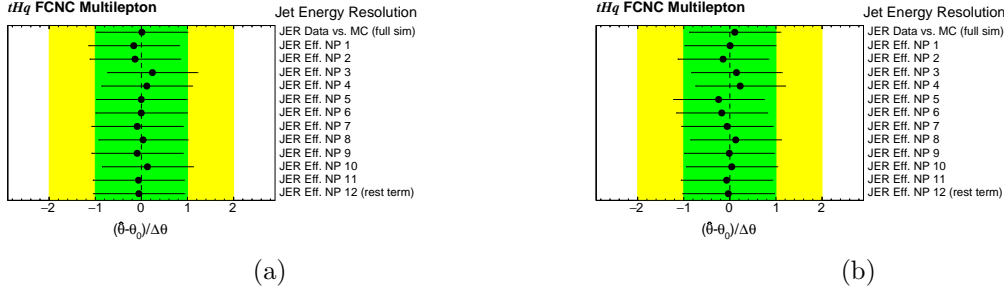 tHq FCNC Multilepton
Jet Energy Resolution
JER Data vs. MC (full sim)
JER Eff. NP 1
JER Eff. NP 2
JER Eff. NP 3
JER Eff. NP 4
JER Eff. NP 5
JER Eff. NP 6
JER Eff. NP 7
JER Eff. NP 8
JER Eff. NP 9
JER Eff. NP 10
JER Eff. NP 11
JER Eff. NP 12 (rest term)
−2 −1 0 1 2
(θ̂-θ₀)/Δθ
(a)
tHq FCNC Multilepton
Jet Energy Resolution
JER Data vs. MC (full sim)
JER Eff. NP 1
JER Eff. NP 2
JER Eff. NP 3
JER Eff. NP 4
JER Eff. NP 5
JER Eff. NP 6
JER Eff. NP 7
JER Eff. NP 8
JER Eff. NP 9
JER Eff. NP 10
JER Eff. NP 11
JER Eff. NP 12 (rest term)
−2 −1 0 1 2
(θ̂-θ₀)/Δθ
(b)